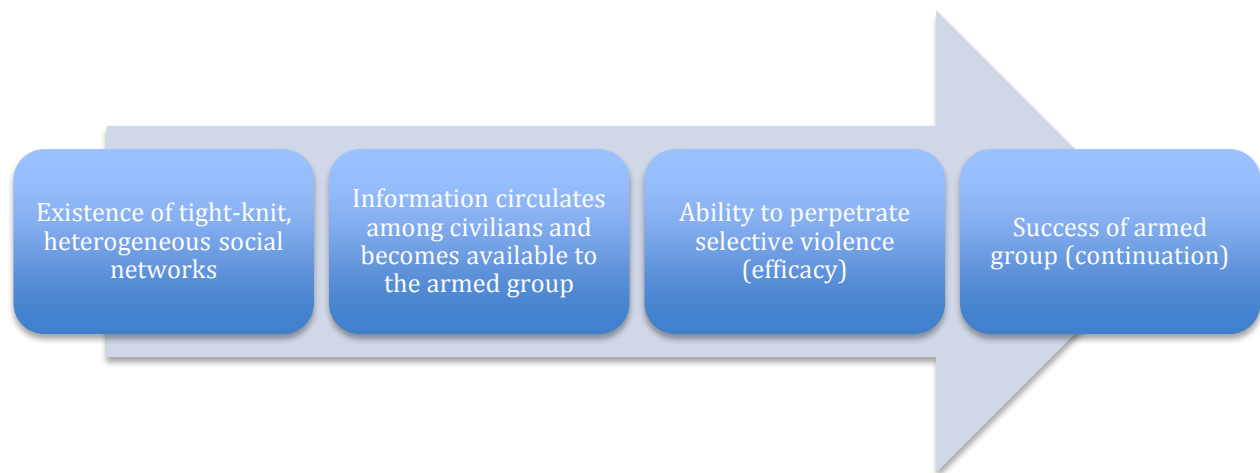 Existence of tight-knit,
heterogeneous social
networks
Information circulates
among civilians and
becomes available to
the armed group
Ability to perpetrate
selective violence
(efficacy)
Success of armed
group (continuation)